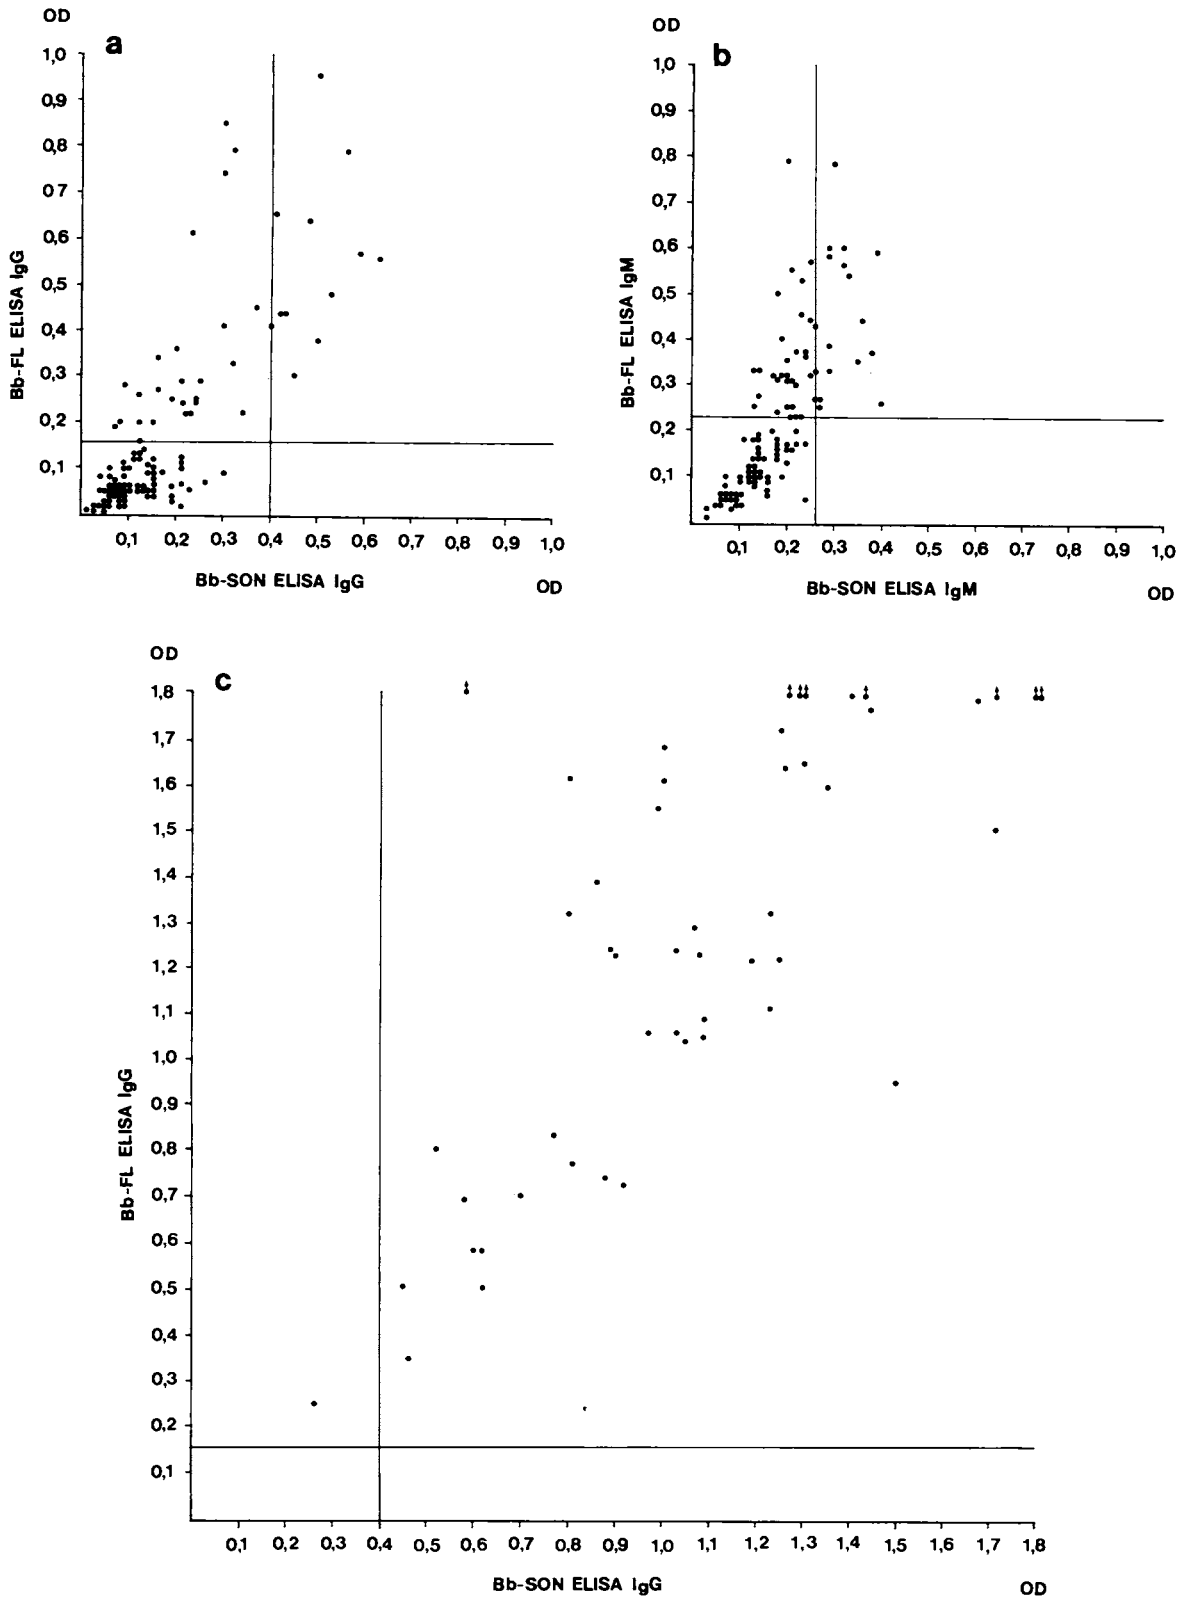 OD
a
1,0
0,9
0,8
0,7
0,6
0,5
0,4
0,3
0,2
0,1
Bb-FL ELISA IgG
0,1 0,2 0,3 0,4 0,5 0,6 0,7 0,8 0,9 1,0
Bb-SON ELISA IgG
OD
OD
b
1,0
0,9
0,8
0,7
0,6
0,5
0,4
0,3
0,2
0,1
Bb-FL ELISA IgM
0,1 0,2 0,3 0,4 0,5 0,6 0,7 0,8 0,9 1,0
Bb-SON ELISA IgM
OD
OD
c
1,8
1,7
1,6
1,5
1,4
1,3
1,2
1,1
1,0
0,9
0,8
0,7
0,6
0,5
0,4
0,3
0,2
0,1
Bb-FL ELISA IgG
0,1 0,2 0,3 0,4 0,5 0,6 0,7 0,8 0,9 1,0 1,1 1,2 1,3 1,4 1,5 1,6 1,7 1,8
Bb-SON ELISA IgG
OD